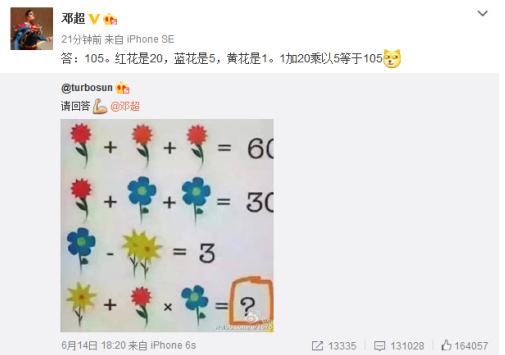 邓超
21分钟前 来自 iPhone SE
答：105。红花是20，蓝花是5，黄花是1。1加20乘以5等于105
@turbosun
请回答 @邓超
+ + = 60
+ + = 30
- = 3
+ × = ?
6月14日 18:20 来自 iPhone 6s
13335 131028 164057